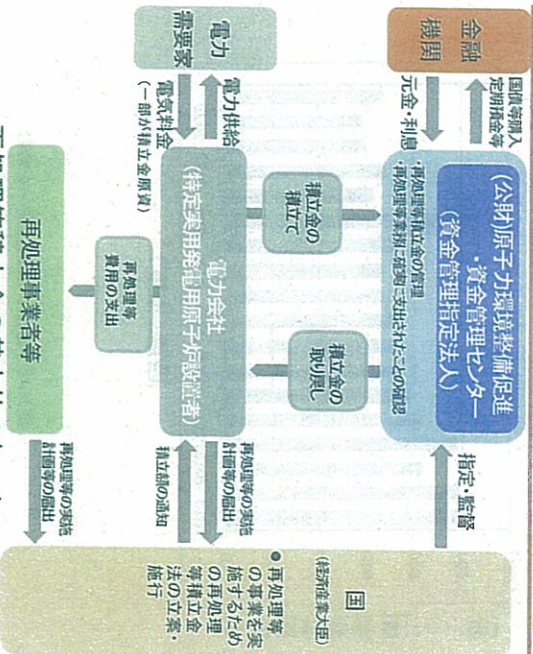 金融
機関
国債等購入
定期預金等
元金・利息
(公財)原子力環境整備促進
・資金管理センター
(資金管理指定法人)
・再処理等積立金の管理
・再処理等業務に確実に支出されたことの確認
指定・監督
積立金の
積立て
積立金の
取り戻し
電力
需要家
電力供給
電気料金
(一部が積立金原資)
電力会社
(特定実用発電用原子炉設置者)
再処理等の実施
計画等の届出
積立額の通知
国
(経済産業大臣)
●再処理等
の事業を実
施するため
の再処理
等積立金
法の立案・
施行
再処理等
費用の支出
再処理事業者等
再処理等の実施
計画等の届出